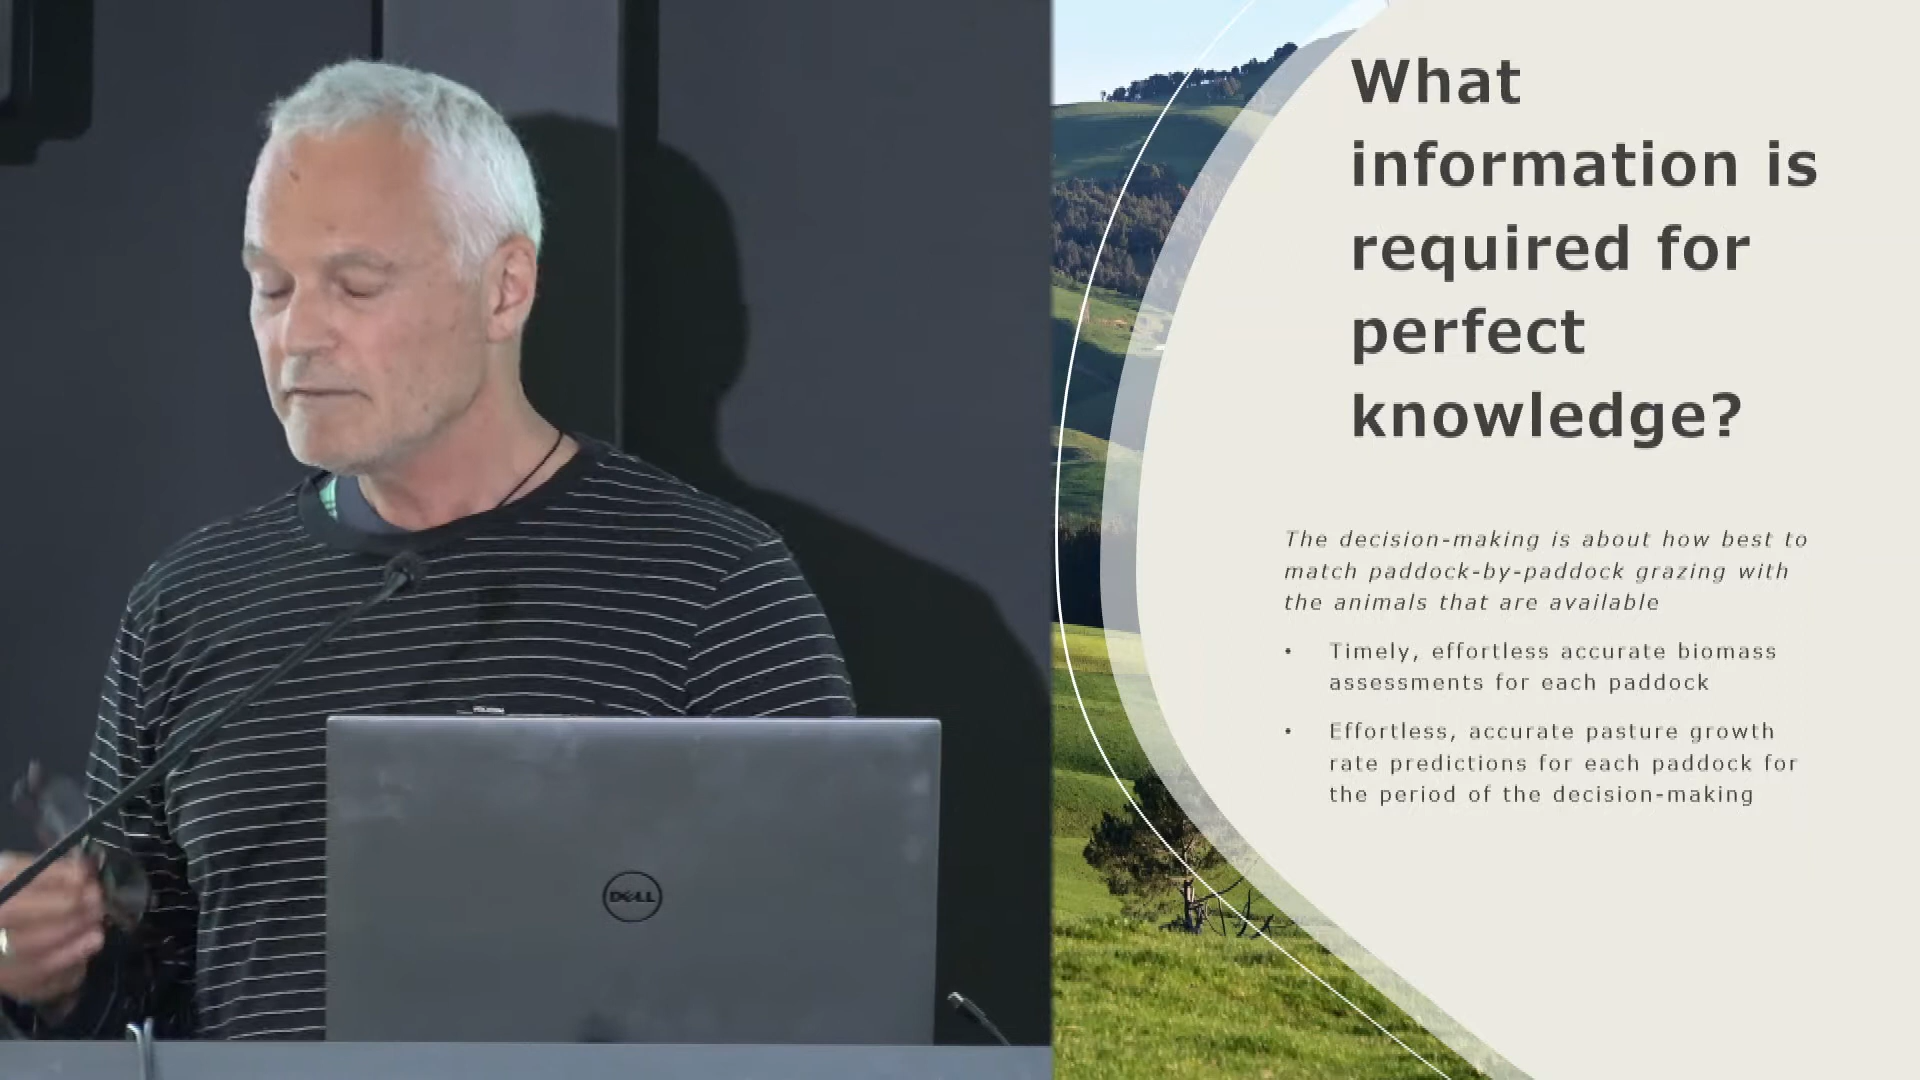 What
information is
required for
perfect
knowledge?
The decision-making is about how best to
match paddock-by-paddock grazing with
the animals that are available
• Timely, effortless accurate biomass
assessments for each paddock
• Effortless, accurate pasture growth
rate predictions for each paddock for
the period of the decision-making
DELL